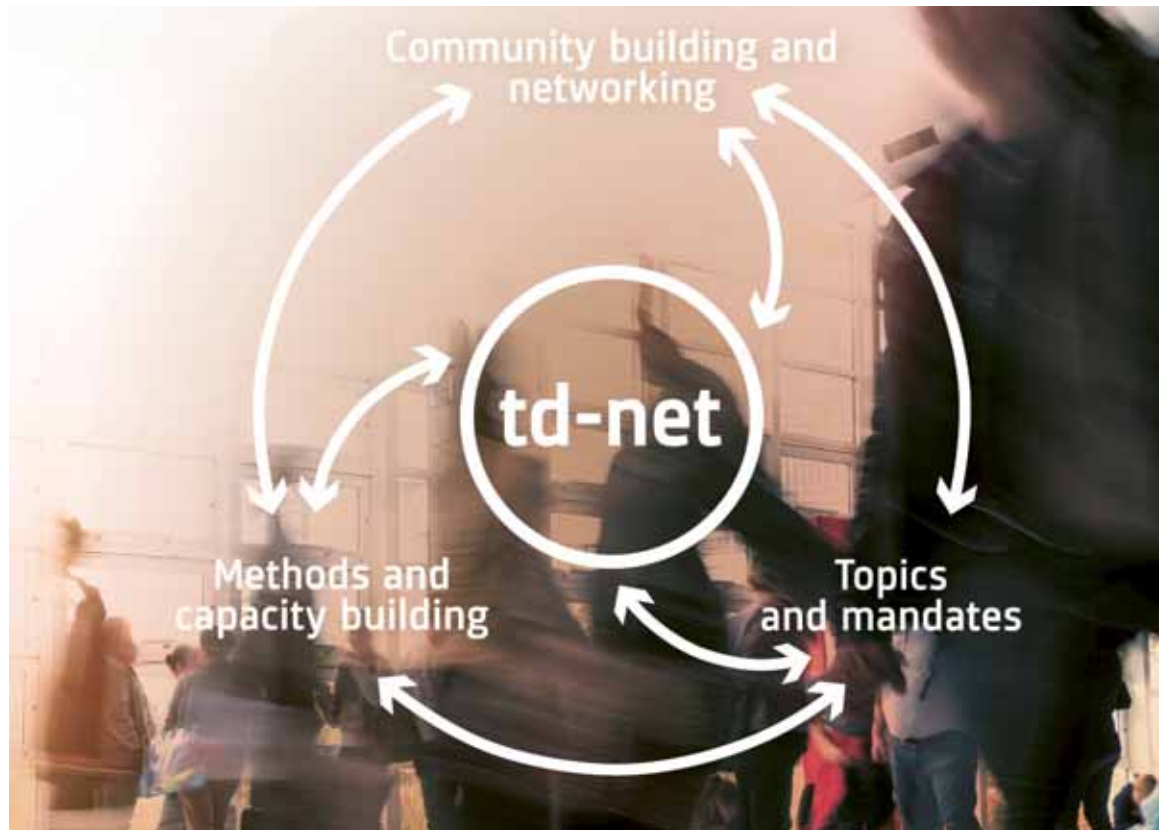 Community building and
networking
td-net
Methods and
capacity building
Topics
and mandates